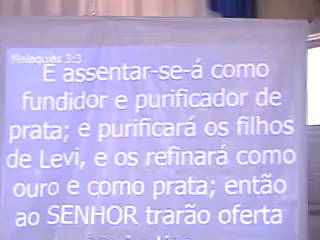 Malaquias 3:3
E assentar-se-á como
fundidor e purificador de
prata; e purificará os filhos
de Levi, e os refinará como
ouro e como prata; então
ao SENHOR trarão oferta